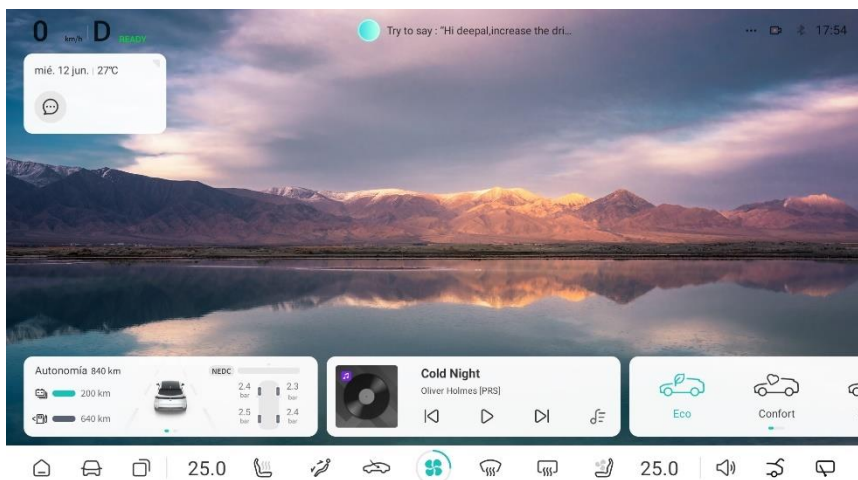 0 km/h D READY
Try to say : "Hi deepal,increase the dri...
17:54
mié. 12 jun. 27°C
Autonomía 840 km
NEDC
200 km
640 km
2.4 bar
2.3 bar
2.5 bar
2.4 bar
Cold Night
Oliver Holmes [PRS]
Eco
Confort
25.0
25.0